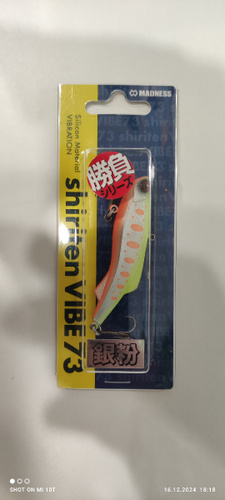 MADNESS
Silicon Material
VIBRATION
shiriten VIBE 73
勝負
シリーズ
銀粉
SHOT ON MI 10T
16.12.2024 18:18